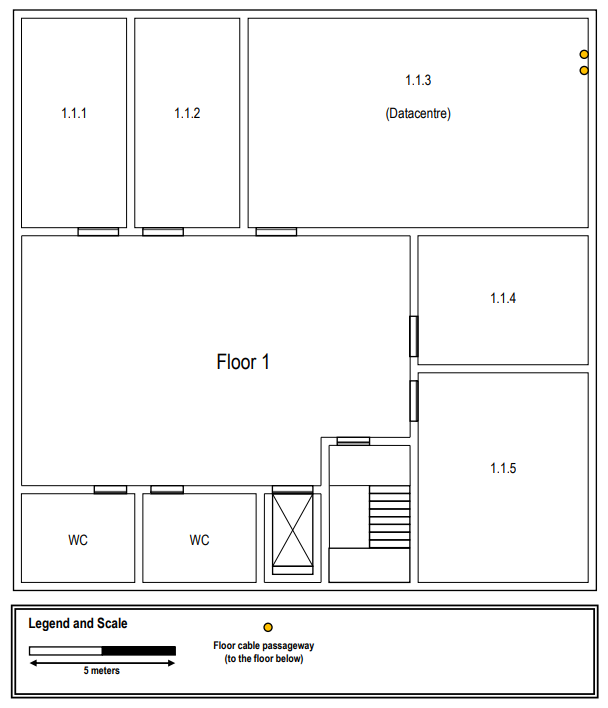 1.1.1
1.1.2
1.1.3
(Datacentre)
1.1.4
Floor 1
1.1.5
WC
WC
Legend and Scale
5 meters
Floor cable passageway
(to the floor below)